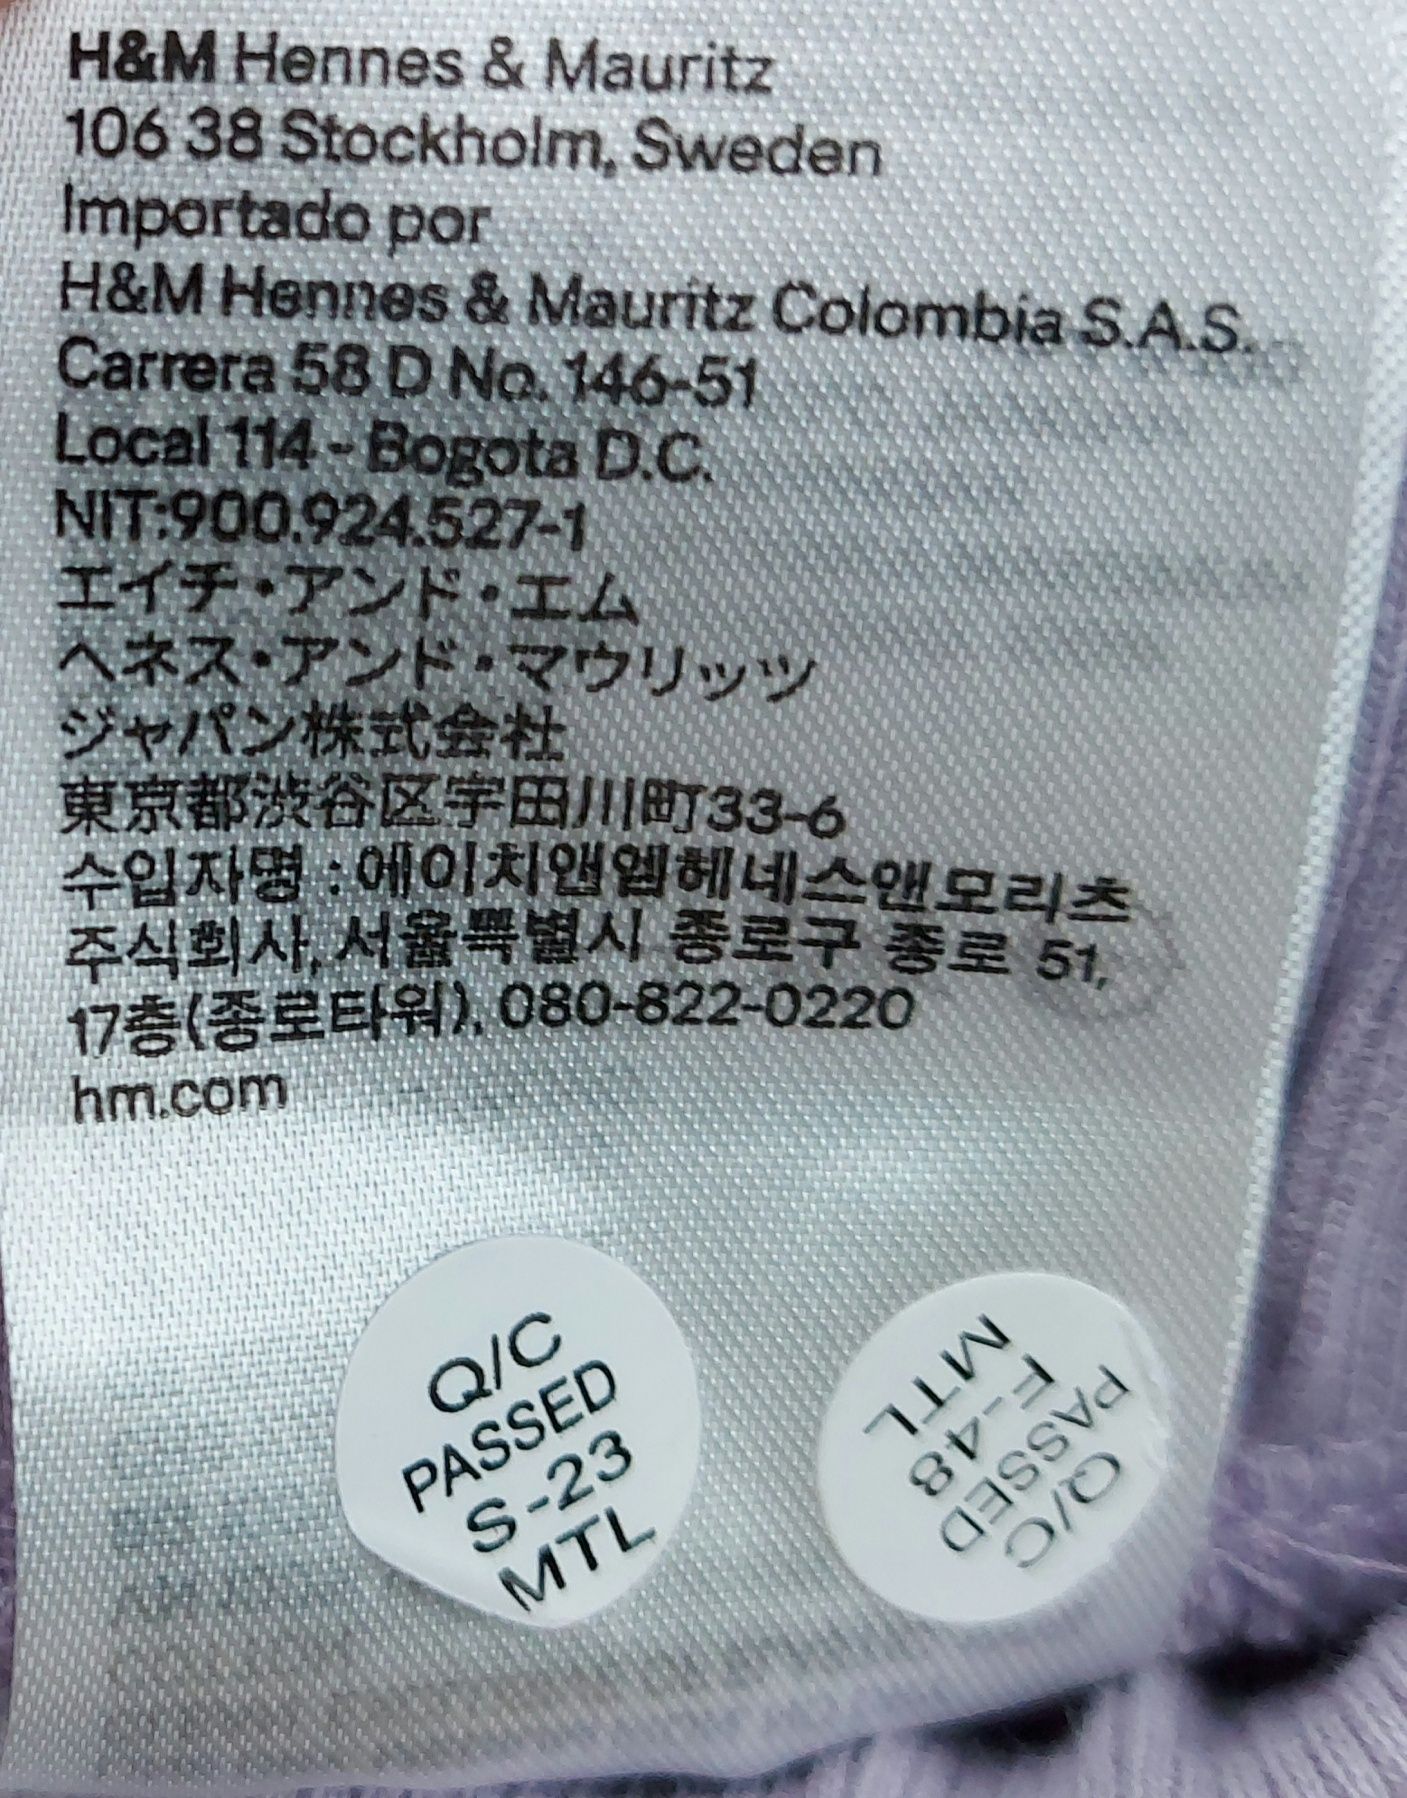 H&M Hennes & Mauritz
106 38 Stockholm, Sweden
Importado por
H&M Hennes & Mauritz Colombia S.A.S.
Carrera 58 D No. 146-51
Local 114 - Bogota D.C.
NIT:900.924.527-1
エイチ・アンド・エム
ヘネス・アンド・マウリッツ
ジャパン株式会社
東京都渋谷区宇田川町33-6
수입자명 : 에이치앤엠헤네스앤모리츠
주식회사, 서울특별시 종로구 종로 51,
17층(종로타워), 080-822-0220
hm.com
Q/C
PASSED
S-23
MTL
Q/C
PASSED
F-48
MTL